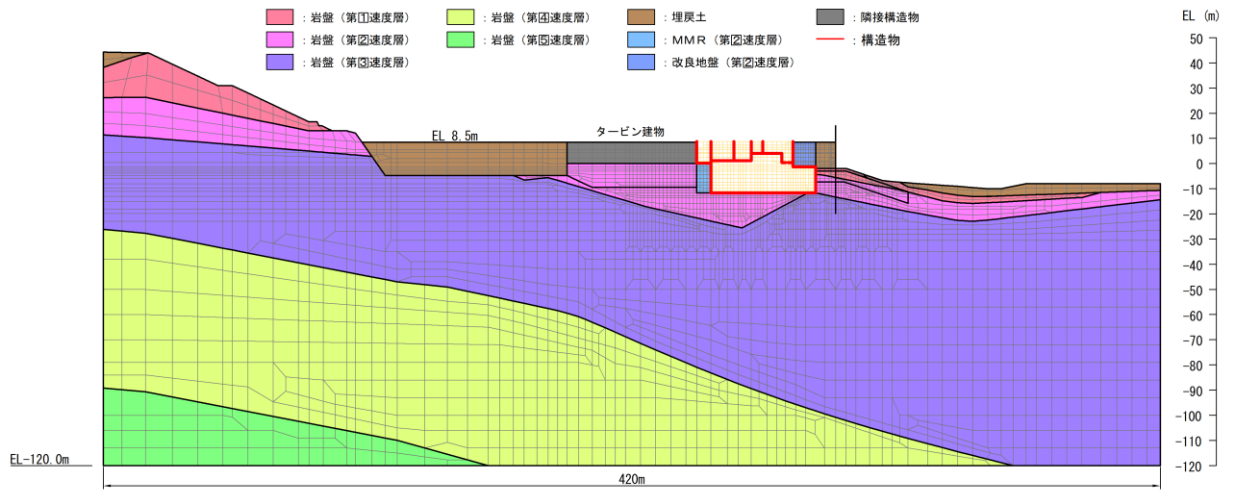 ：岩盤（第①速度層）
：岩盤（第④速度層）
：埋戻土
：隣接構造物
：岩盤（第②速度層）
：岩盤（第⑤速度層）
：ＭＭＲ（第②速度層）
：構造物
：岩盤（第③速度層）
：改良地盤（第②速度層）
EL (m)
50
40
30
20
10
0
-10
-20
-30
-40
-50
-60
-70
-80
-90
-100
-110
-120
EL 8.5m
タービン建物
EL-120.0m
420m